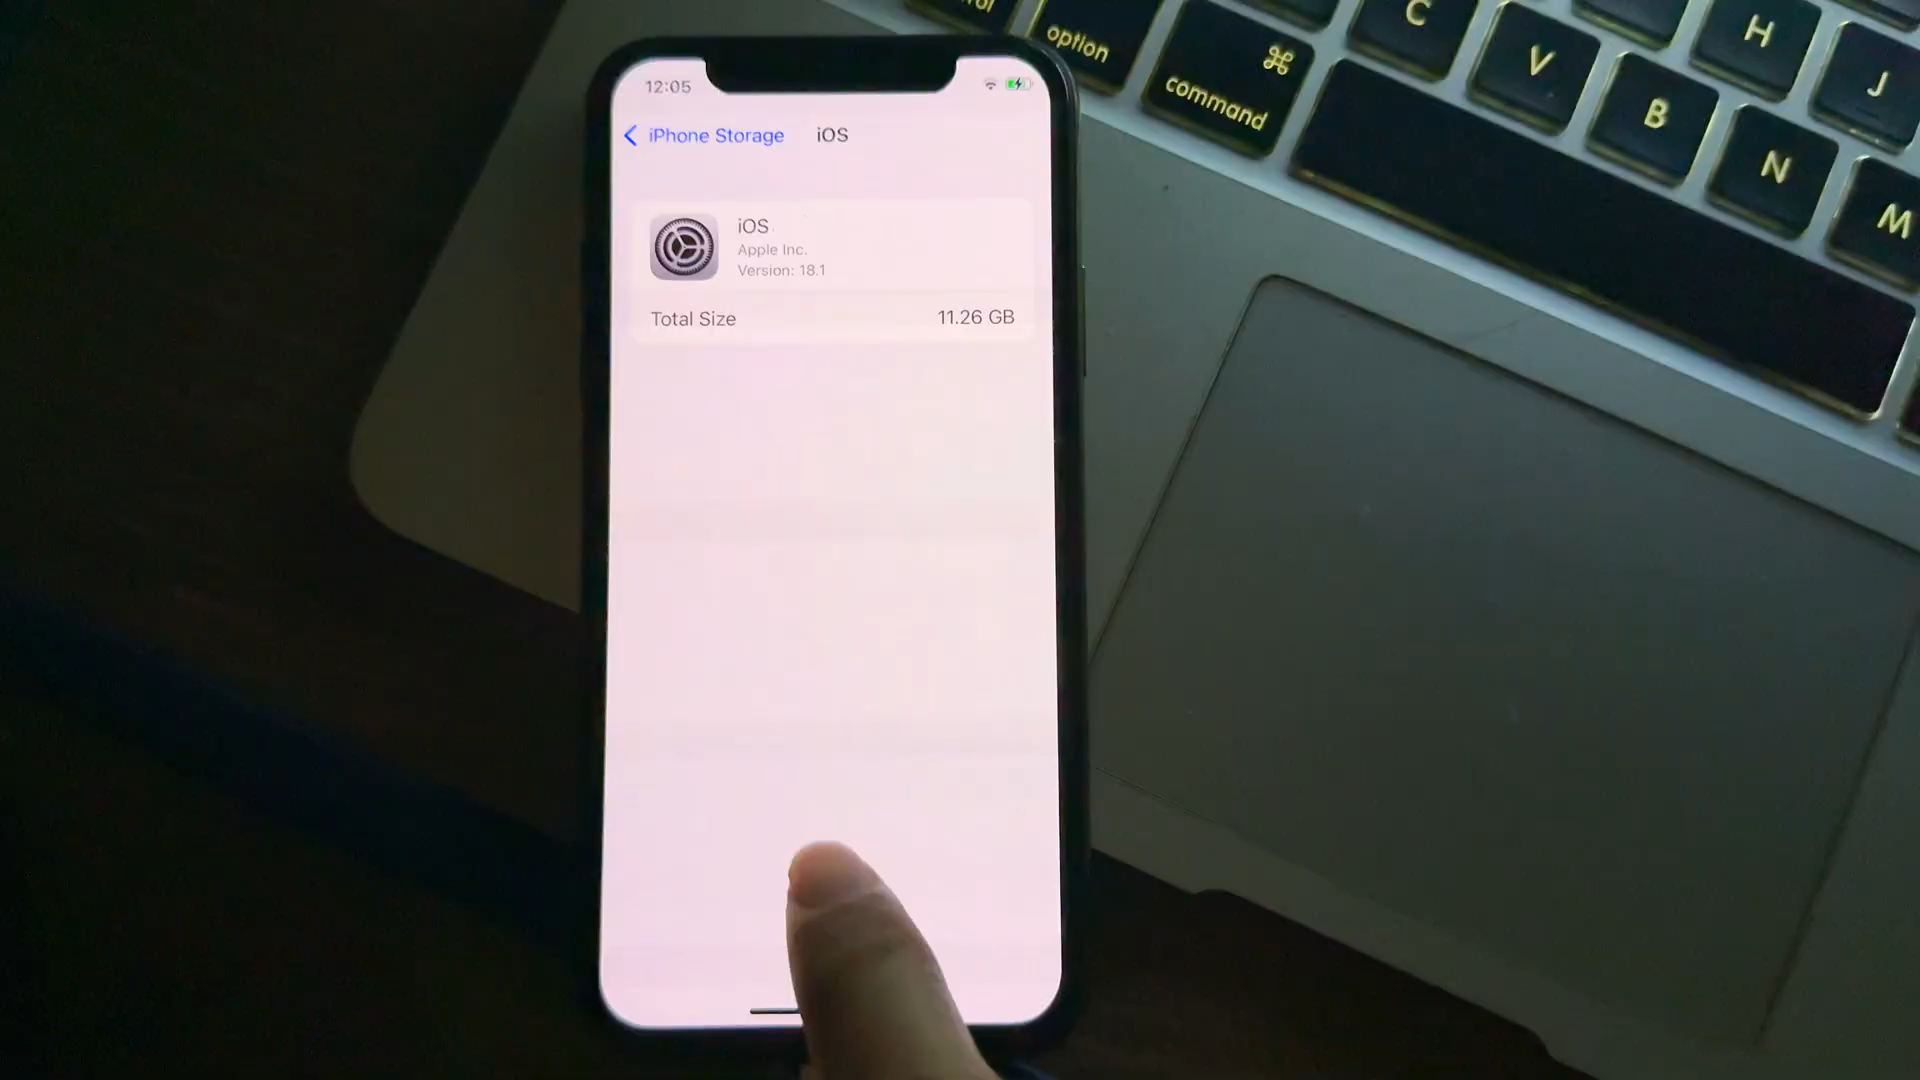 12:05
iPhone Storage iOS
iOS
Apple Inc.
Version: 18.1
Total Size 11.26 GB
option
⌘
command
C
V
B
H
N
J
M